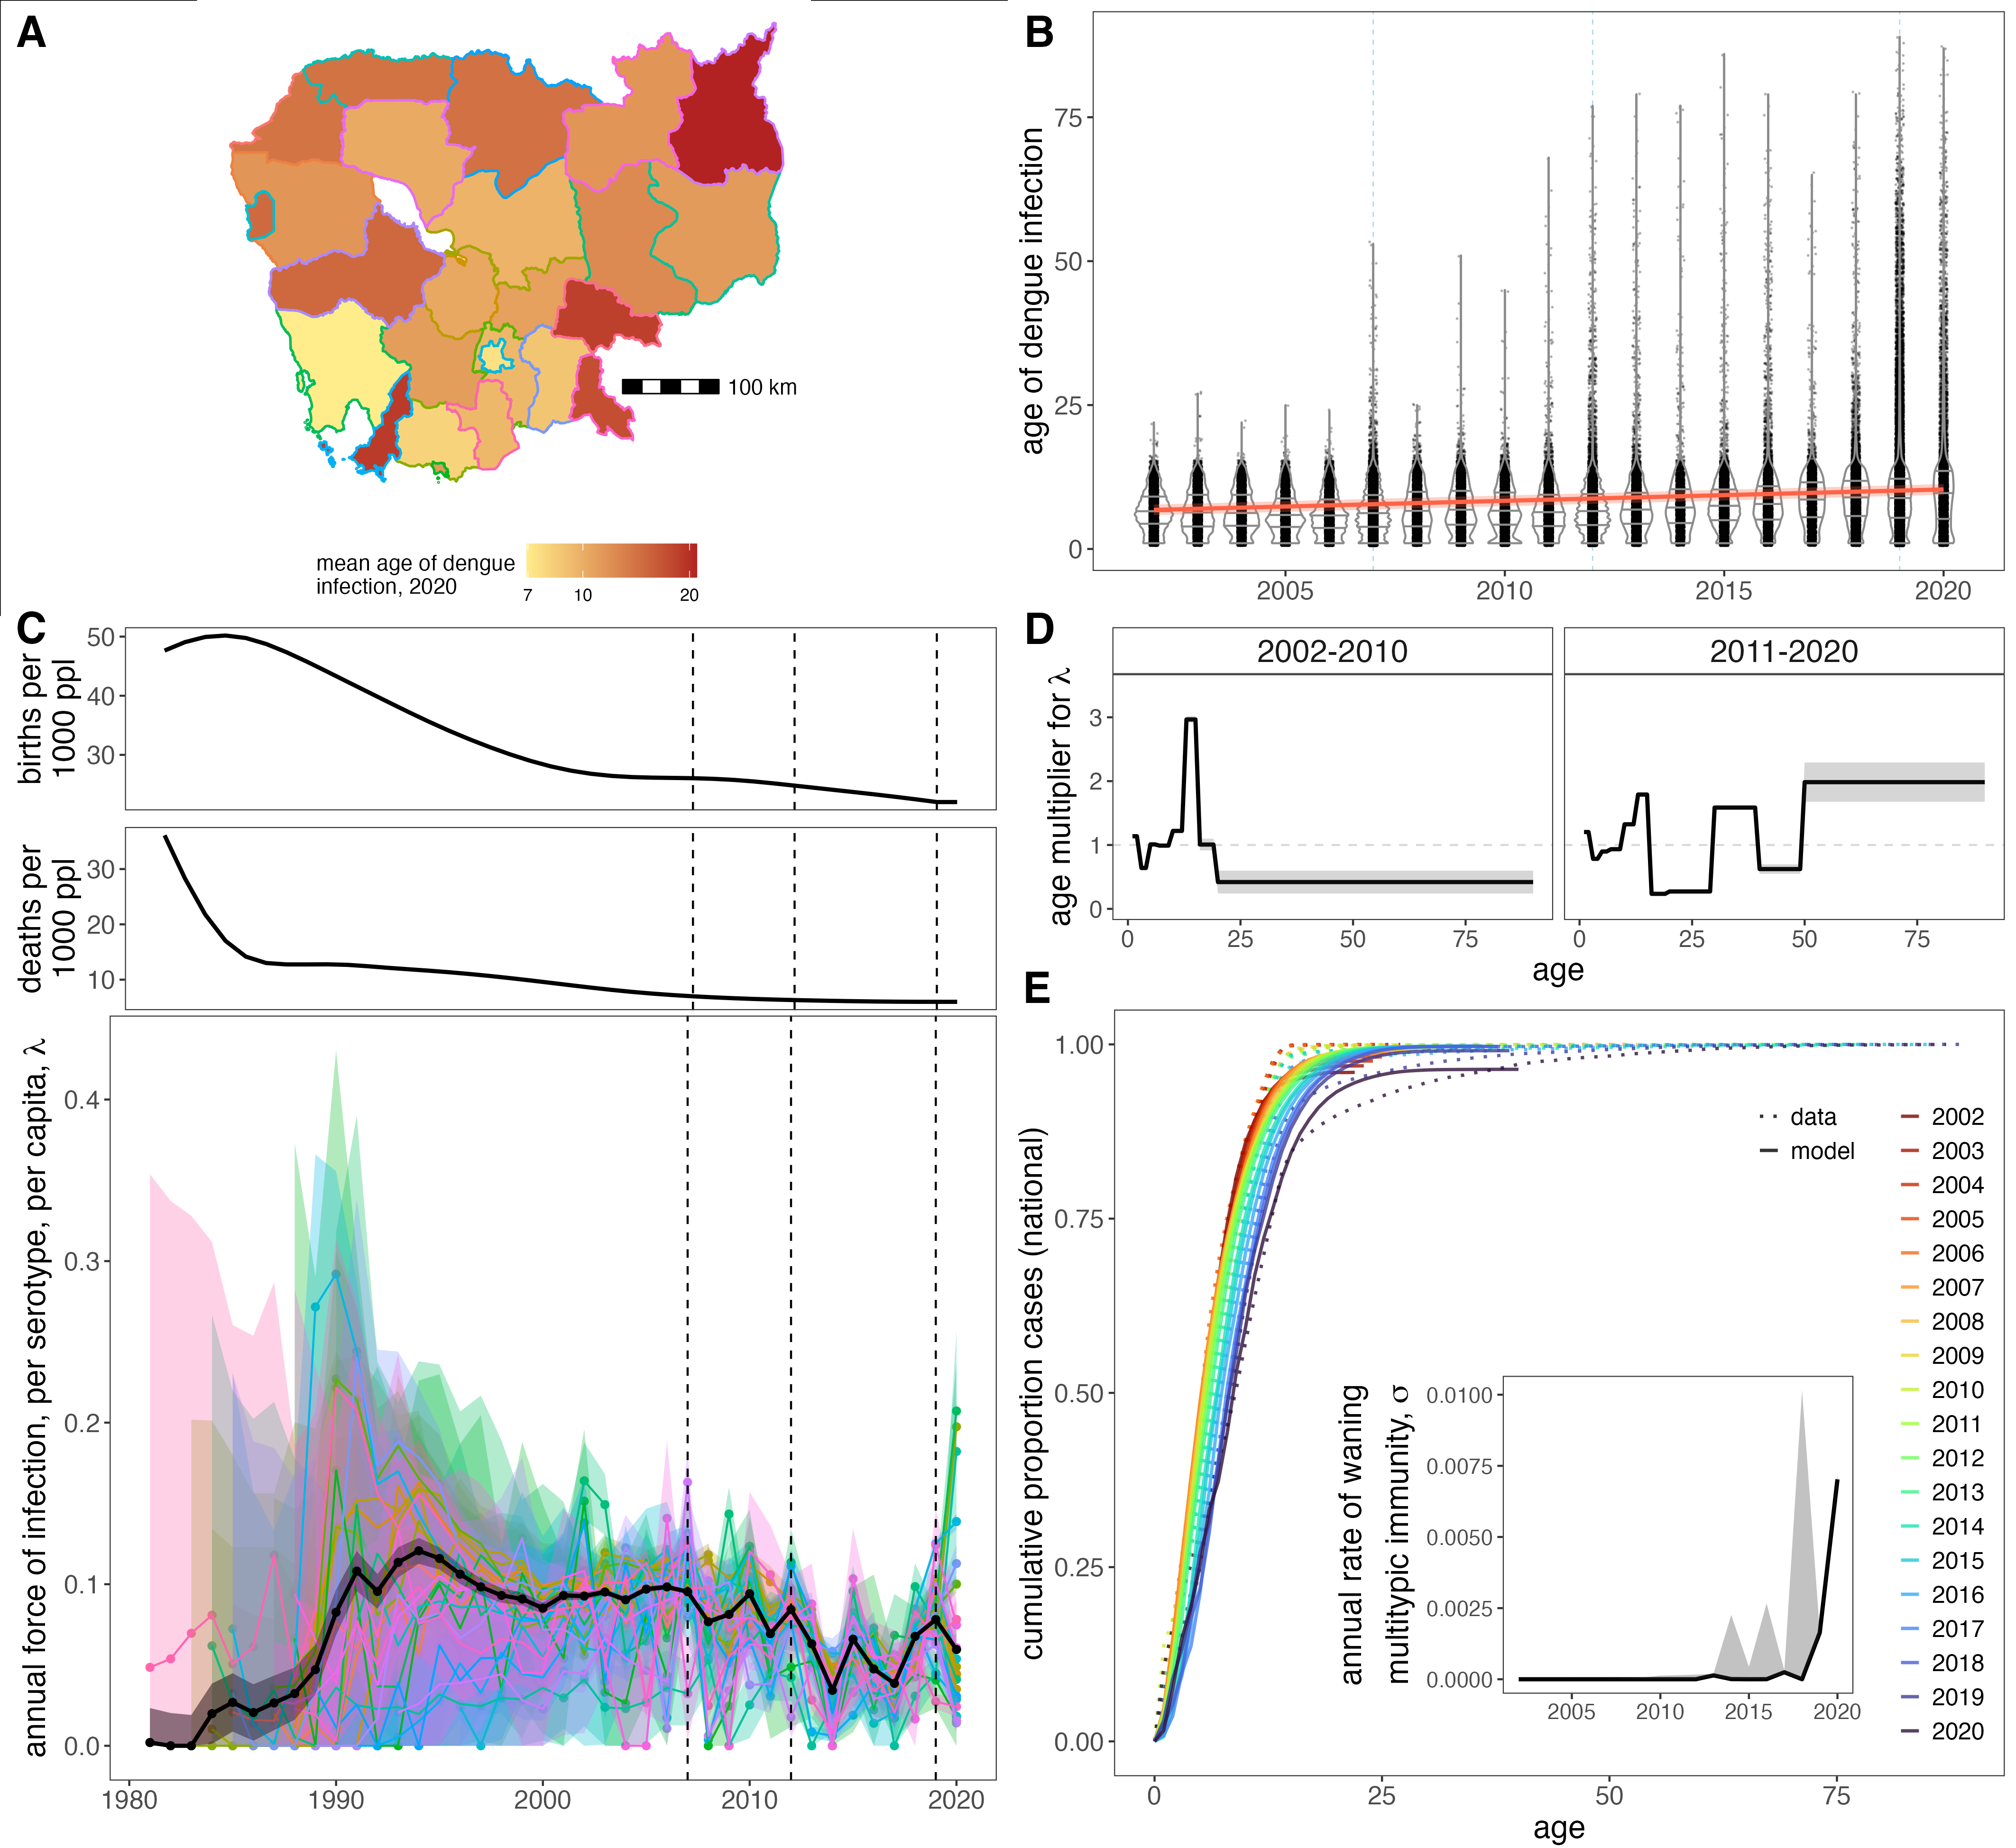 A
100 km
mean age of dengue
infection, 2020
7 10 20
B
age of dengue infection
75
50
25
0
2005 2010 2015 2020
C
births per
1000 ppl
50
40
30
deaths per
1000 ppl
30
20
10
annual force of infection, per serotype, per capita, λ
0.4
0.3
0.2
0.1
0.0
1980 1990 2000 2010 2020
D
2002-2010
2011-2020
age multiplier for λ
3
2
1
0
0 25 50 75
0 25 50 75
age
E
cumulative proportion cases (national)
1.00
0.75
0.50
0.25
0.00
0 25 50 75
age
data
model
2002
2003
2004
2005
2006
2007
2008
2009
2010
2011
2012
2013
2014
2015
2016
2017
2018
2019
2020
annual rate of waning
multitypic immunity, σ
0.0100
0.0075
0.0050
0.0025
0.0000
2005 2010 2015 2020